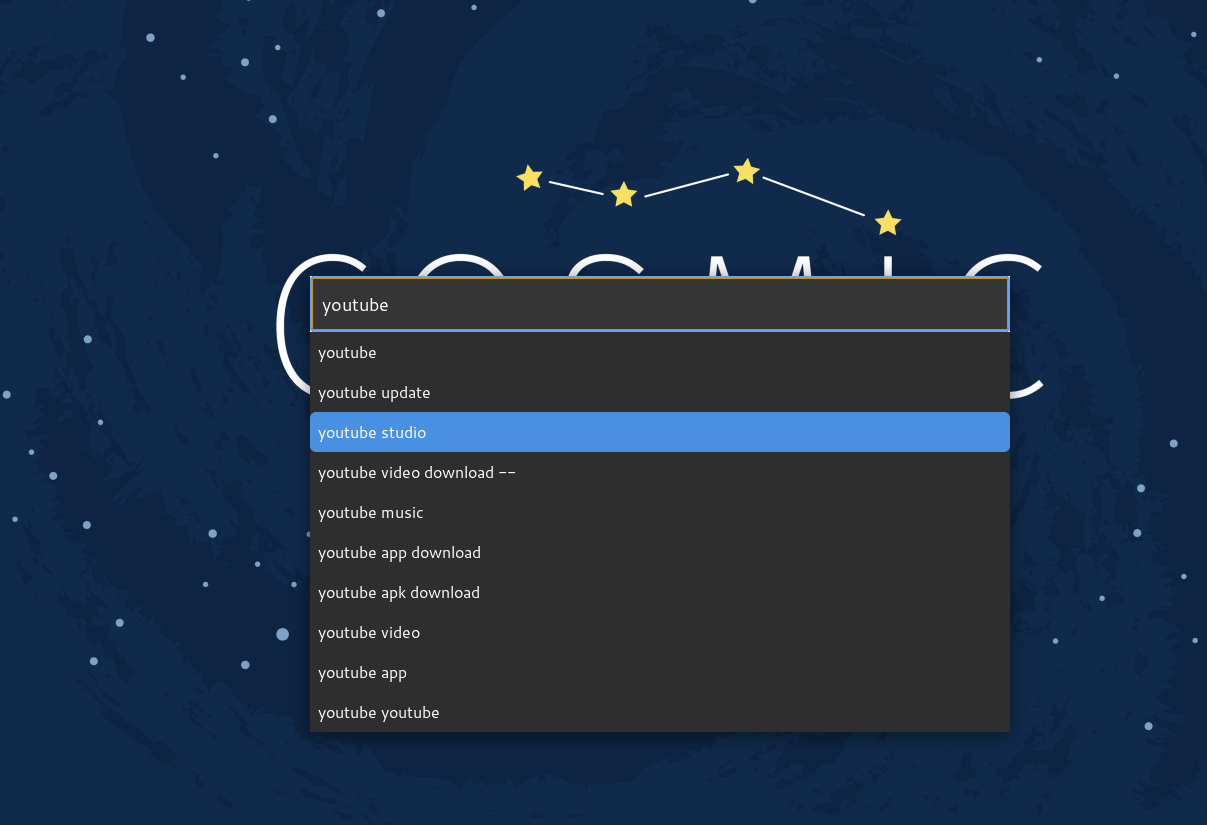 COSMIC
youtube
youtube
youtube update
youtube studio
youtube video download --
youtube music
youtube app download
youtube apk download
youtube video
youtube app
youtube youtube